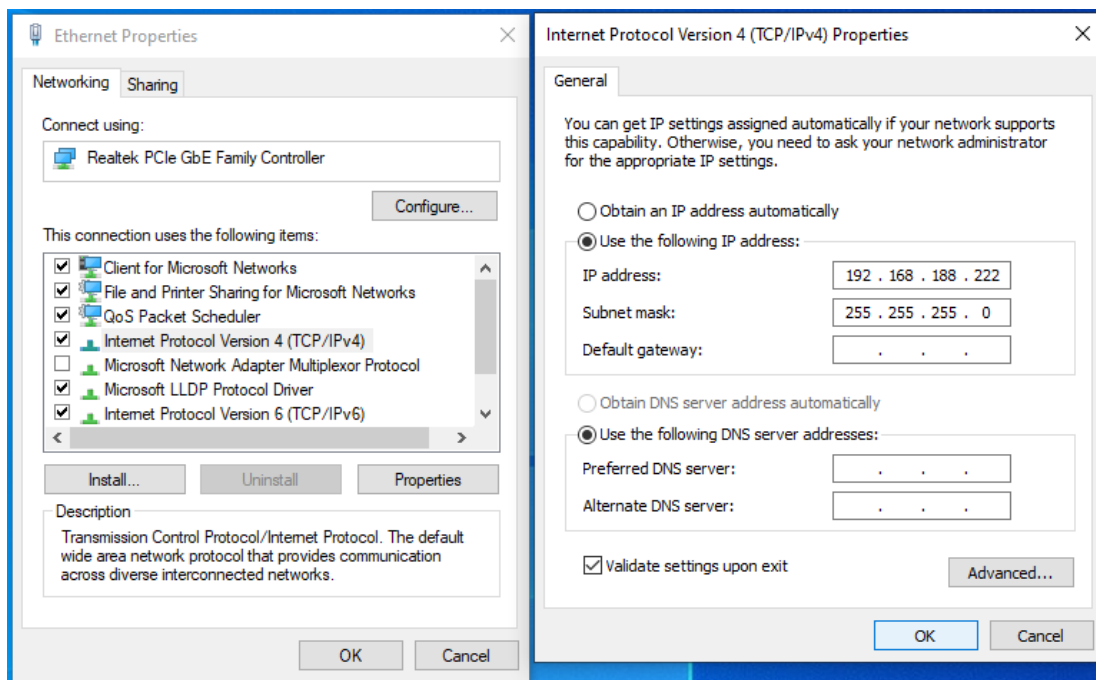 Ethernet Properties
Networking
Sharing
Connect using:
Realtek PCIe GbE Family Controller
Configure...
This connection uses the following items:
Client for Microsoft Networks
File and Printer Sharing for Microsoft Networks
QoS Packet Scheduler
Internet Protocol Version 4 (TCP/IPv4)
Microsoft Network Adapter Multiplexor Protocol
Microsoft LLDP Protocol Driver
Internet Protocol Version 6 (TCP/IPv6)
Install...
Uninstall
Properties
Description
Transmission Control Protocol/Internet Protocol. The default
wide area network protocol that provides communication
across diverse interconnected networks.
OK
Cancel
Internet Protocol Version 4 (TCP/IPv4) Properties
General
You can get IP settings assigned automatically if your network supports
this capability. Otherwise, you need to ask your network administrator
for the appropriate IP settings.
Obtain an IP address automatically
Use the following IP address:
IP address:
192 . 168 . 188 . 222
Subnet mask:
255 . 255 . 255 . 0
Default gateway:
. . .
Obtain DNS server address automatically
Use the following DNS server addresses:
Preferred DNS server:
. . .
Alternate DNS server:
. . .
Validate settings upon exit
Advanced...
OK
Cancel